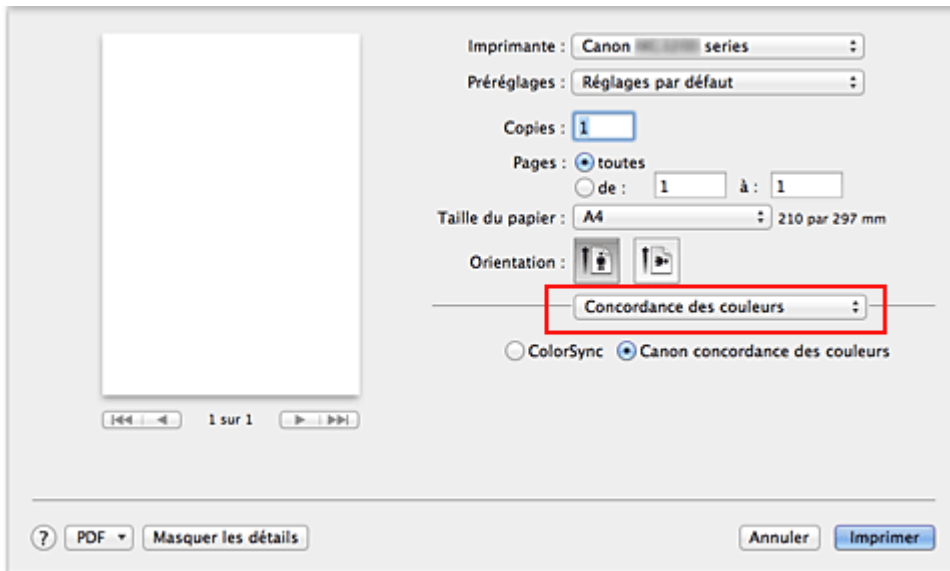 Imprimante : Canon series
Préréglages : Réglages par défaut
Copies : 1
Pages : toutes
de : 1 à : 1
Taille du papier : A4 210 par 297 mm
Orientation :
Concordance des couleurs
ColorSync Canon concordance des couleurs
1 sur 1
? PDF Masquer les détails Annuler Imprimer